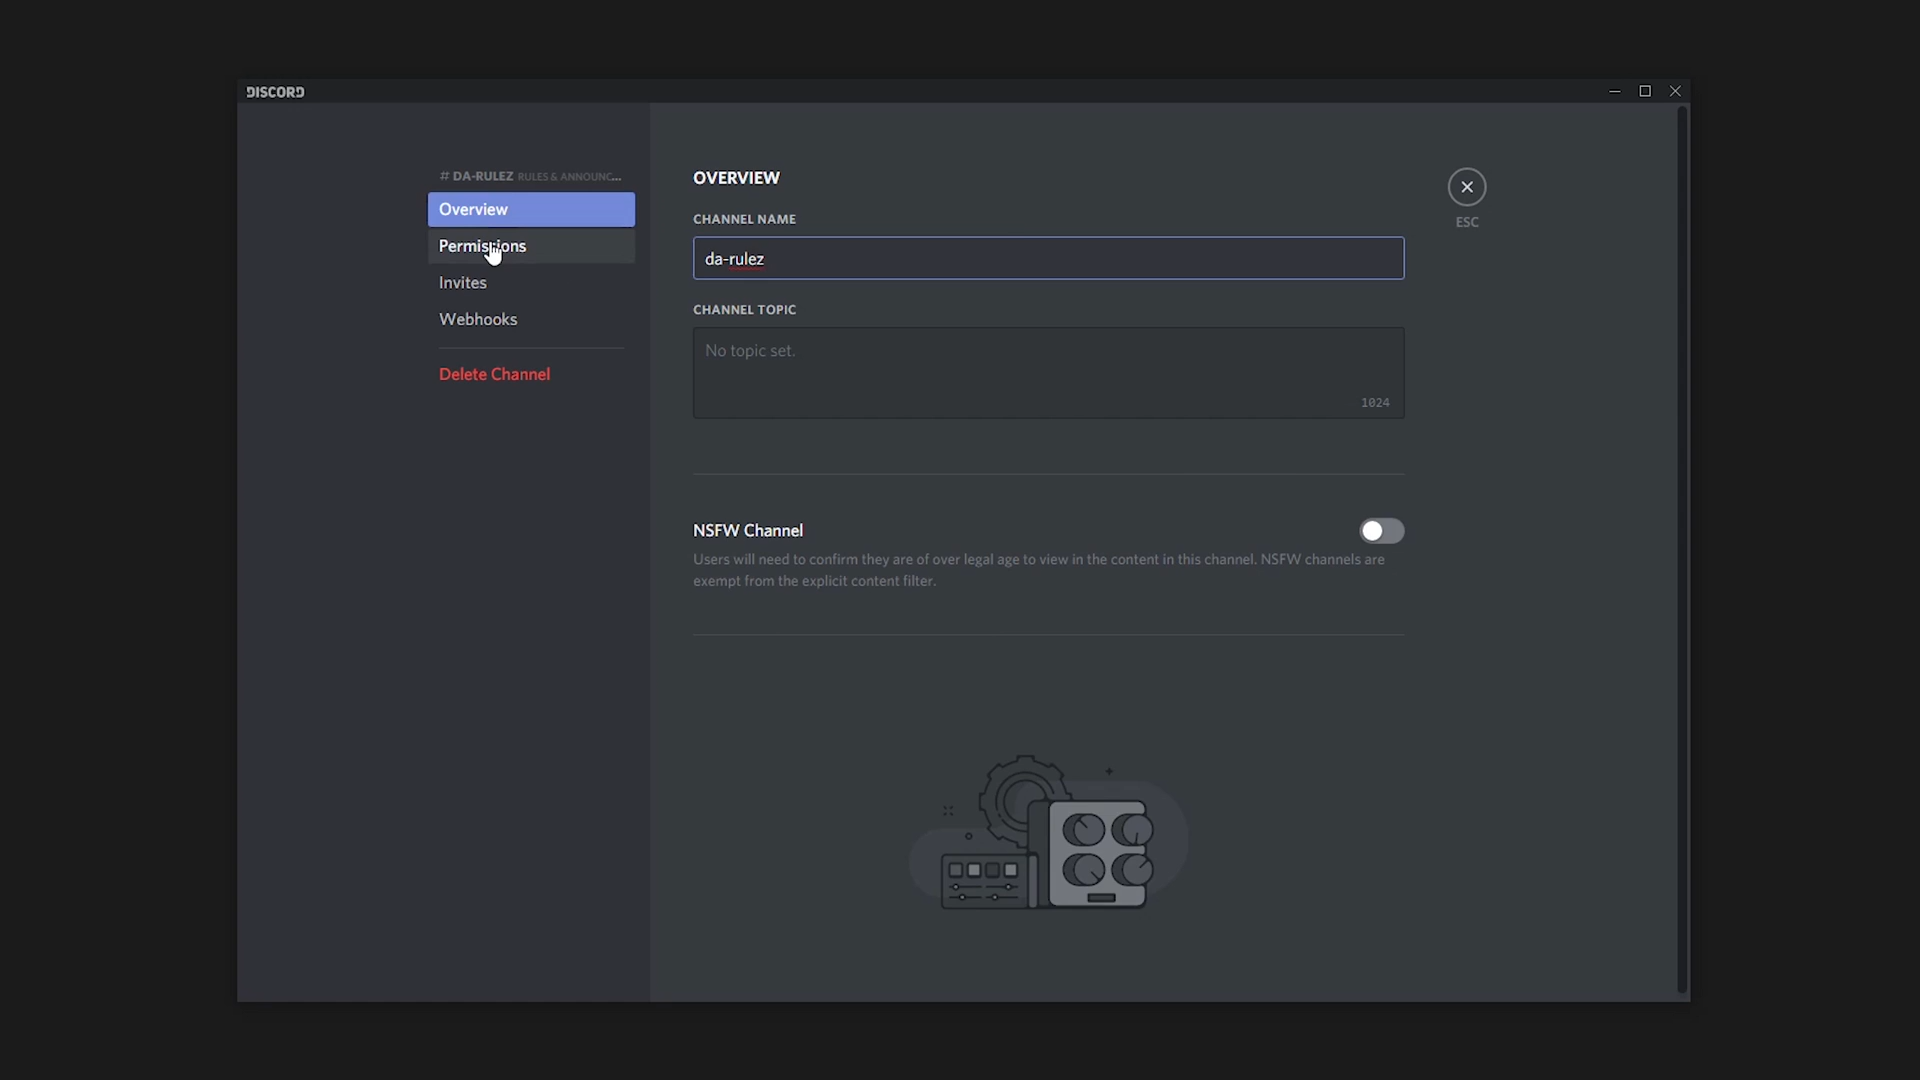 DISCORD
# DA-RULEZ RULES & ANNOUNC...
Overview
Permissions
Invites
Webhooks
Delete Channel
OVERVIEW
CHANNEL NAME
da-rulez
CHANNEL TOPIC
No topic set.
1024
NSFW Channel
Users will need to confirm they are of over legal age to view in the content in this channel. NSFW channels are
exempt from the explicit content filter.
ESC